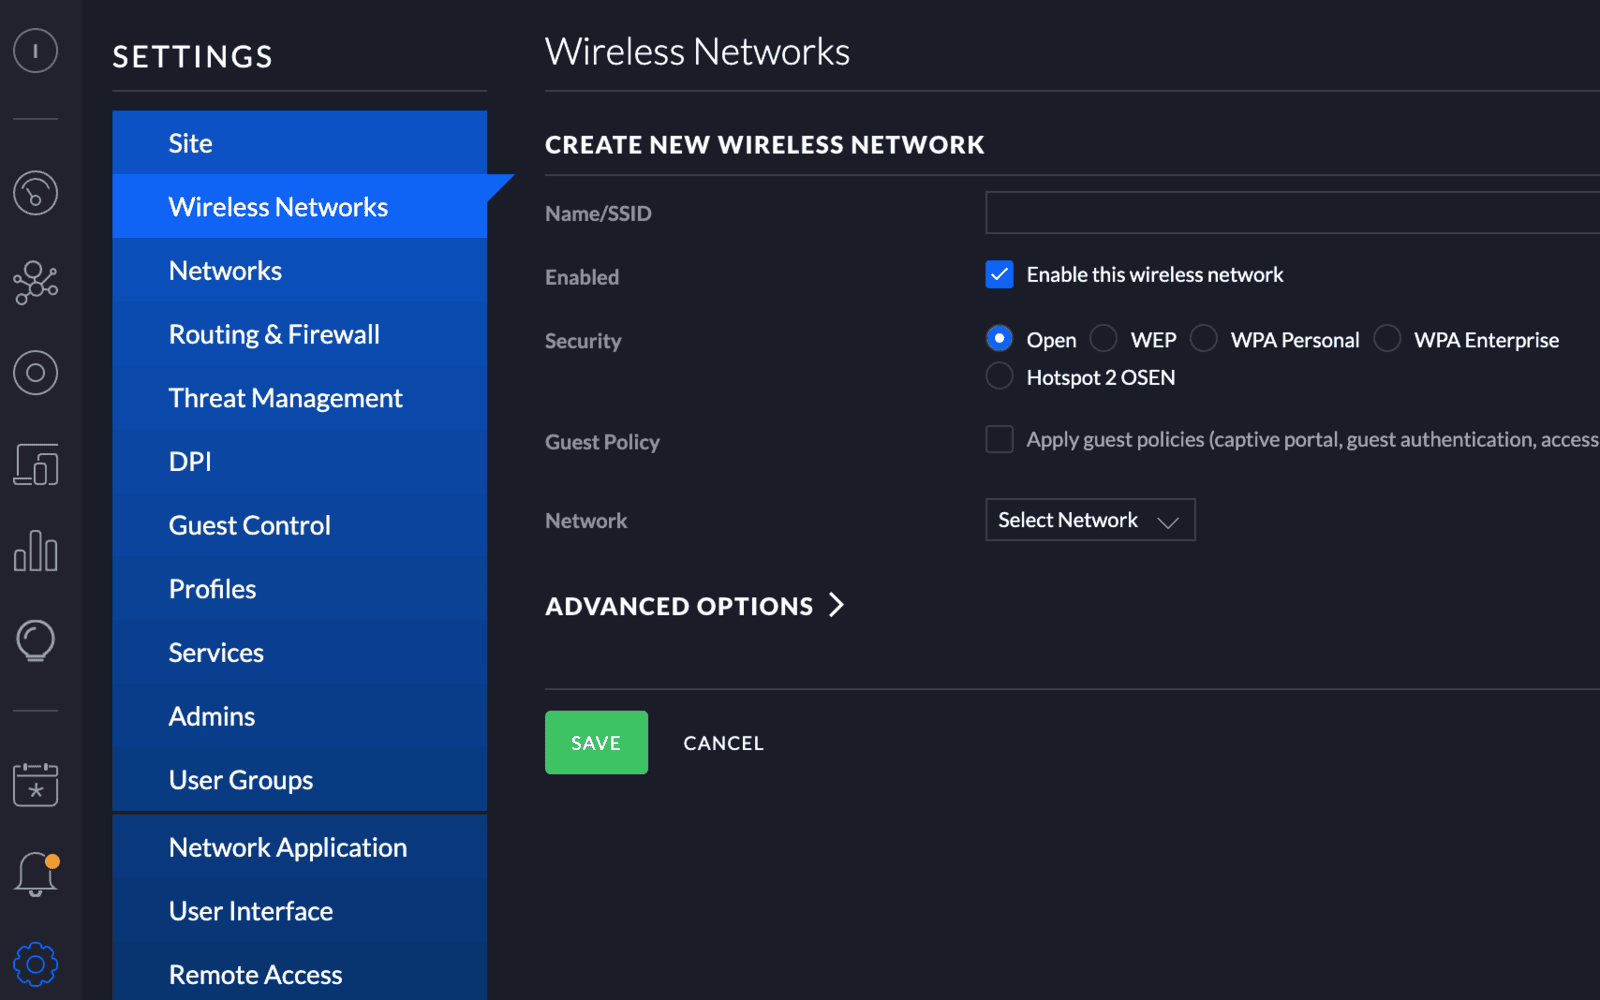 SETTINGS
Site
Wireless Networks
Networks
Routing & Firewall
Threat Management
DPI
Guest Control
Profiles
Services
Admins
User Groups
Network Application
User Interface
Remote Access
Wireless Networks
CREATE NEW WIRELESS NETWORK
Name/SSID
Enabled
Enable this wireless network
Security
Open WEP WPA Personal WPA Enterprise
Hotspot 2 OSEN
Guest Policy
Apply guest policies (captive portal, guest authentication, access
Network
Select Network
ADVANCED OPTIONS
SAVE CANCEL